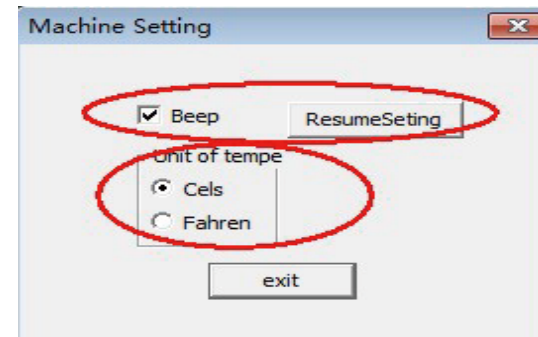 Machine Setting
Beep ResumeSeting
Unit of tempe
Cels
Fahren
exit